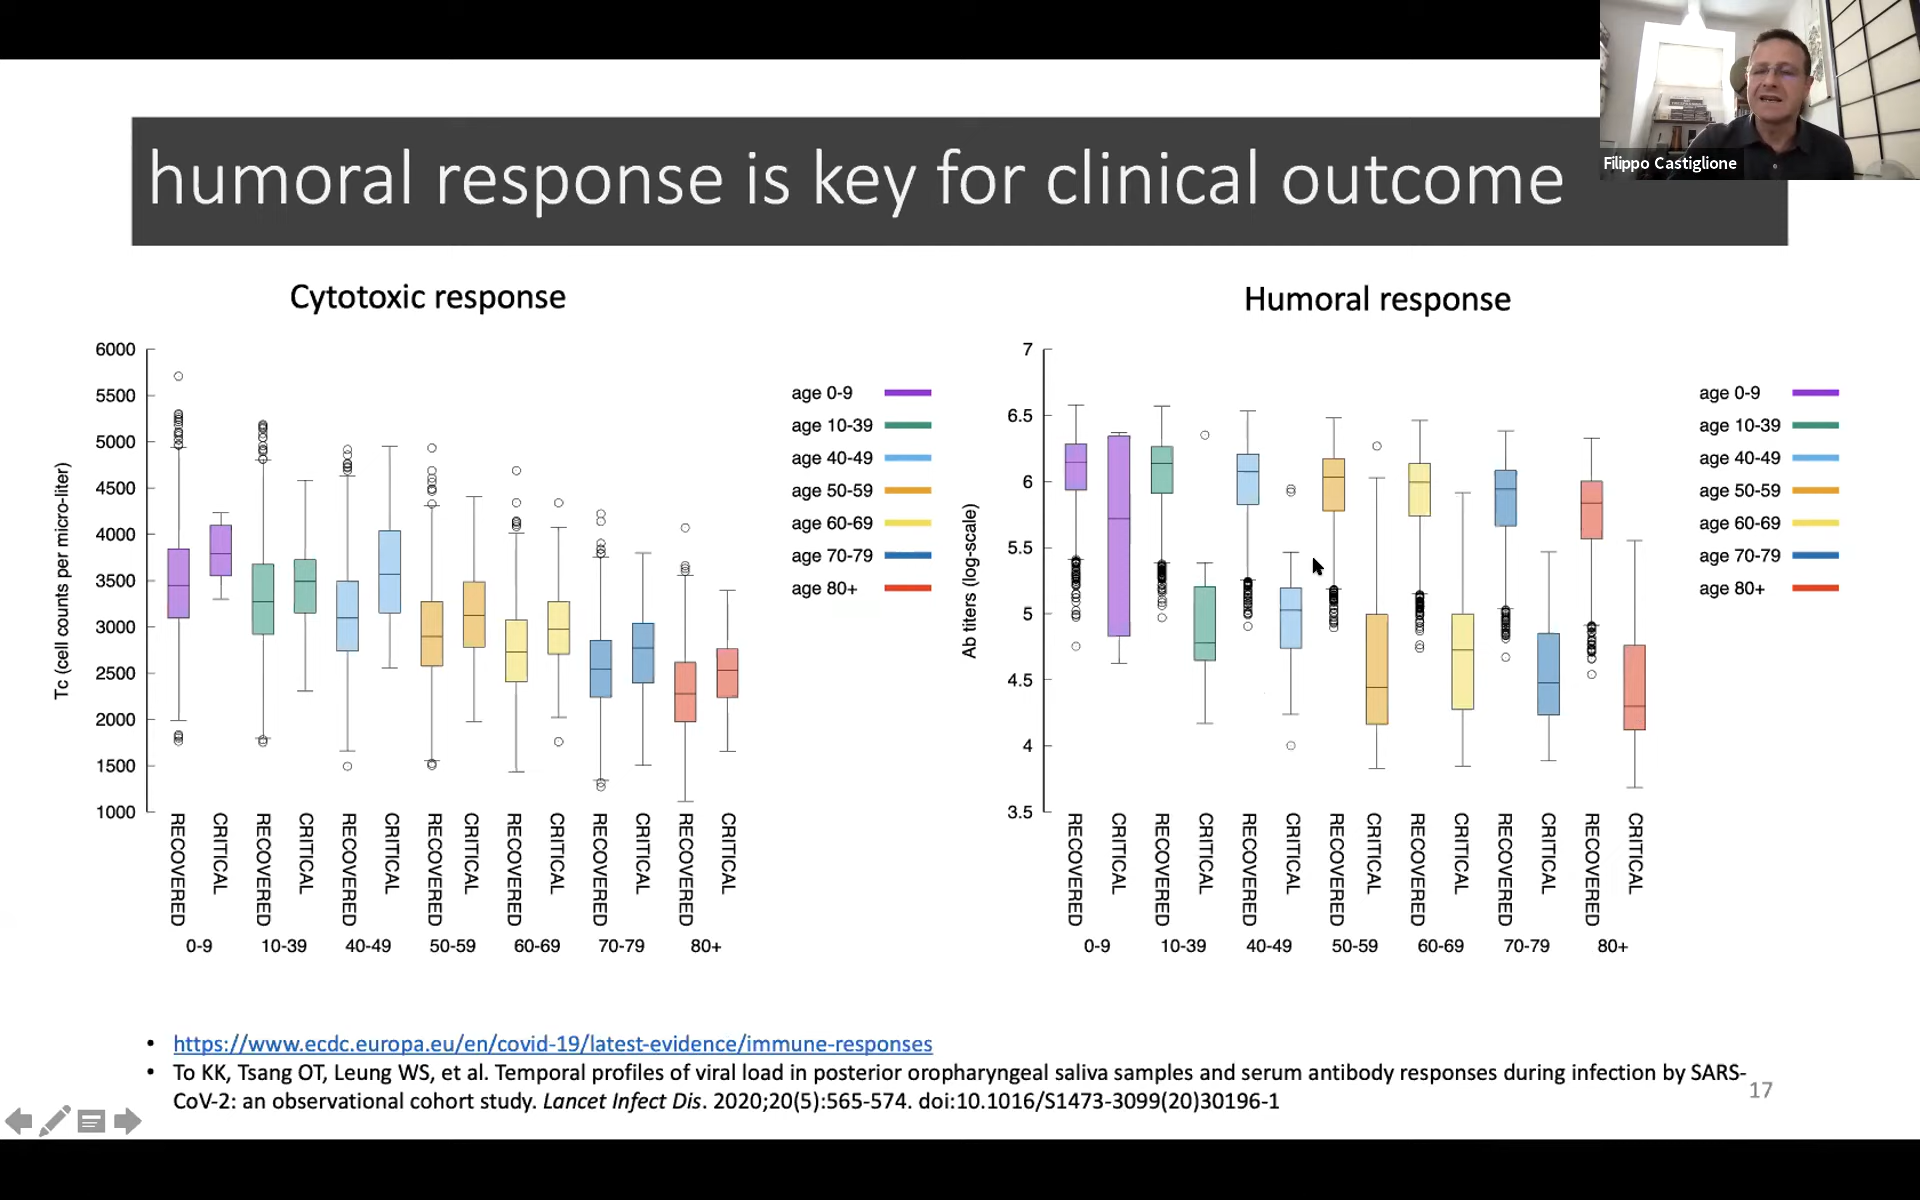 Filippo Castiglione
humoral response is key for clinical outcome
Cytotoxic response
6000
5500
5000
4500
4000
3500
3000
2500
2000
1500
1000
Tc (cell counts per micro-liter)
age 0-9
age 10-39
age 40-49
age 50-59
age 60-69
age 70-79
age 80+
RECOVERED CRITICAL RECOVERED CRITICAL RECOVERED CRITICAL RECOVERED CRITICAL RECOVERED CRITICAL RECOVERED CRITICAL RECOVERED CRITICAL
0-9 10-39 40-49 50-59 60-69 70-79 80+
Humoral response
7
6.5
6
5.5
5
4.5
4
3.5
Ab titers (log-scale)
age 0-9
age 10-39
age 40-49
age 50-59
age 60-69
age 70-79
age 80+
RECOVERED CRITICAL RECOVERED CRITICAL RECOVERED CRITICAL RECOVERED CRITICAL RECOVERED CRITICAL RECOVERED CRITICAL RECOVERED CRITICAL
0-9 10-39 40-49 50-59 60-69 70-79 80+
• https://www.ecdc.europa.eu/en/covid-19/latest-evidence/immune-responses
• To KK, Tsang OT, Leung WS, et al. Temporal profiles of viral load in posterior oropharyngeal saliva samples and serum antibody responses during infection by SARS-
CoV-2: an observational cohort study. Lancet Infect Dis. 2020;20(5):565-574. doi:10.1016/S1473-3099(20)30196-1
17